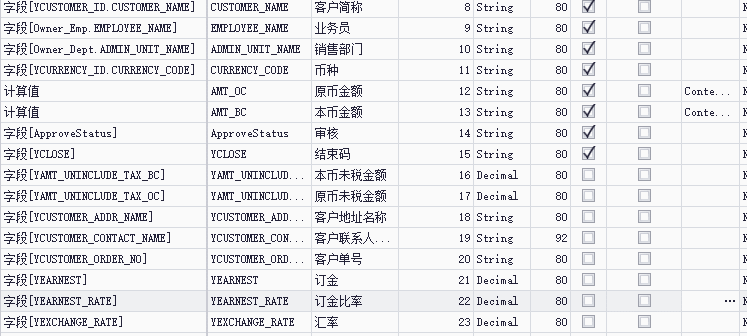 字段[YCUSTOMER_ID.CUSTOMER_NAME] CUSTOMER_NAME 客户简称 8 String 80
字段[Owner_Emp.EMPLOYEE_NAME] EMPLOYEE_NAME 业务员 9 String 80
字段[Owner_Dept.ADMIN_UNIT_NAME] ADMIN_UNIT_NAME 销售部门 10 String 80
字段[YCURRENCY_ID.CURRENCY_CODE] CURRENCY_CODE 币种 11 String 80
计算值 AMT_OC 原币金额 12 String 80 Conte...
计算值 AMT_BC 本币金额 13 String 80 Conte...
字段[ApproveStatus] ApproveStatus 审核 14 String 80
字段[YCLOSE] YCLOSE 结束码 15 String 80
字段[YAMT_UNINCLUDE_TAX_BC] YAMT_UNINCLUD... 本币未税金额 16 Decimal 80
字段[YAMT_UNINCLUDE_TAX_OC] YAMT_UNINCLUD... 原币未税金额 17 Decimal 80
字段[YCUSTOMER_ADDR_NAME] YCUSTOMER_ADD... 客户地址名称 18 String 80
字段[YCUSTOMER_CONTACT_NAME] YCUSTOMER_CON... 客户联系人... 19 String 92
字段[YCUSTOMER_ORDER_NO] YCUSTOMER_ORD... 客户单号 20 String 80
字段[YEARNEST] YEARNEST 订金 21 Decimal 80
字段[YEARNEST_RATE] YEARNEST_RATE 订金比率 22 Decimal 80 ...
字段[YEXCHANGE_RATE] YEXCHANGE_RATE 汇率 23 Decimal 80